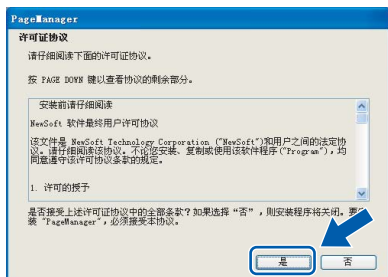 PageManager
许可证协议
请仔细阅读下面的许可证协议。
按 PAGE DOWN 键以查看协议的剩余部分。
安装前请仔细阅读
NewSoft 软件最终用户许可协议
该文件是 NewSoft Technology Corporation ("NewSoft")和用户之间的法定协
议。请仔细阅读该协议。不论您安装、复制或使用该软件程序("Program")，均
同意遵守该许可协议条款的规定。
1. 许可的授予
是否接受上述许可证协议中的全部条款？如果选择“否”，则安装程序将关闭。要
装 "PageManager"，必须接受本协议。
是
否